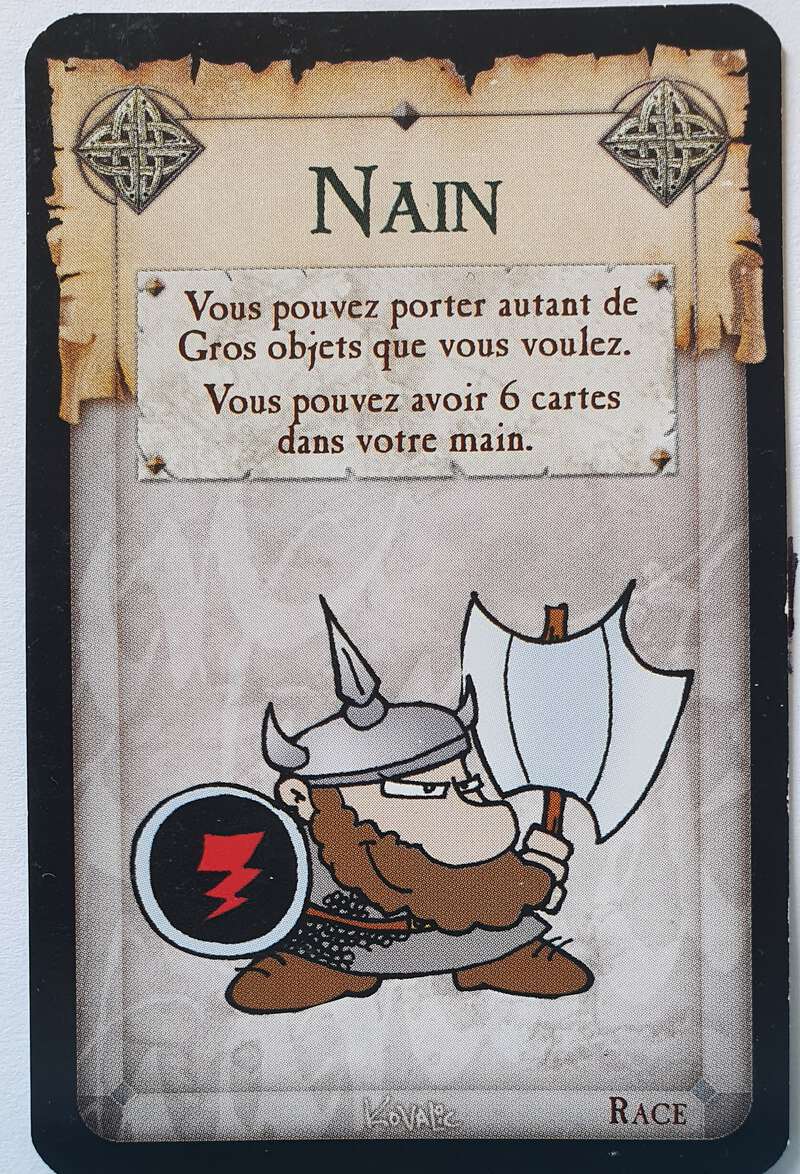 Nain
Vous pouvez porter autant de
Gros objets que vous voulez.
Vous pouvez avoir 6 cartes
dans votre main.
Kovalic
Race